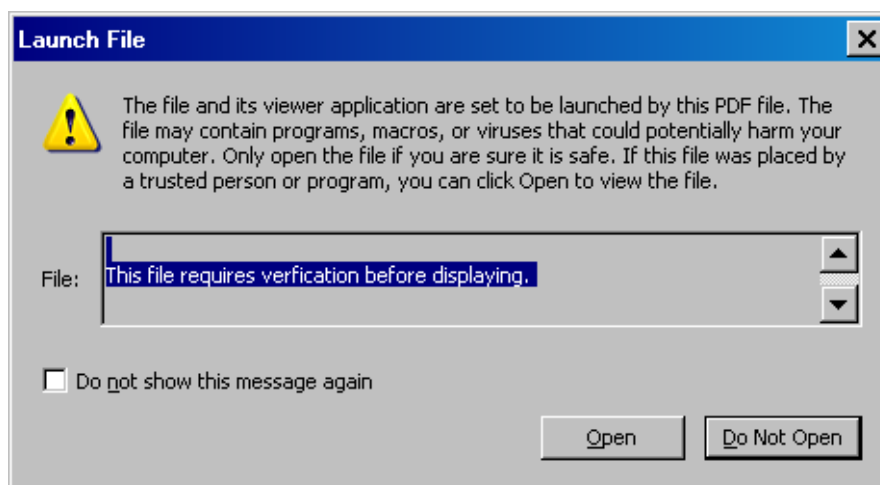 Launch File
The file and its viewer application are set to be launched by this PDF file. The
file may contain programs, macros, or viruses that could potentially harm your
computer. Only open the file if you are sure it is safe. If this file was placed by
a trusted person or program, you can click Open to view the file.
File:
This file requires verfication before displaying.
Do not show this message again
Open
Do Not Open